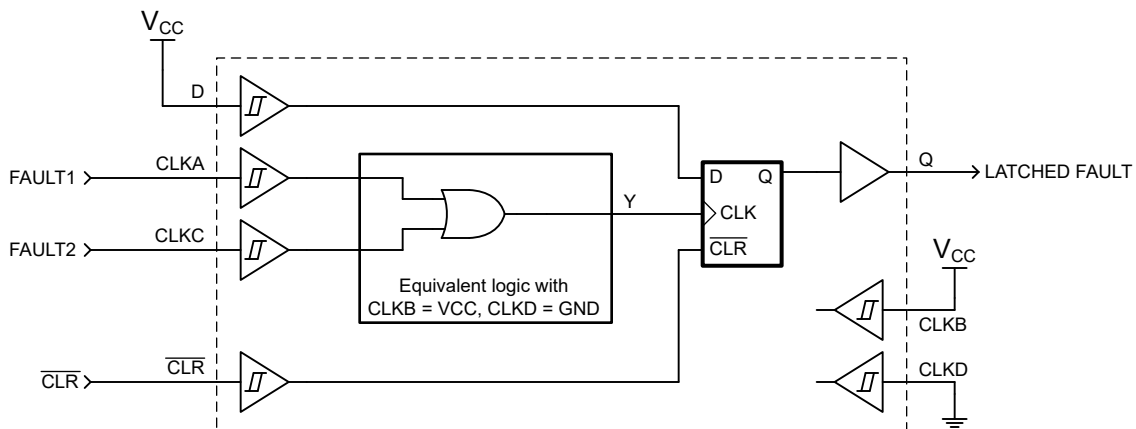 VCC
D
FAULT1
CLKA
FAULT2
CLKC
Y
D
Q
CLK
CLR
Q
LATCHED FAULT
Equivalent logic with
CLKB = VCC, CLKD = GND
VCC
CLKB
CLR
CLR
CLKD